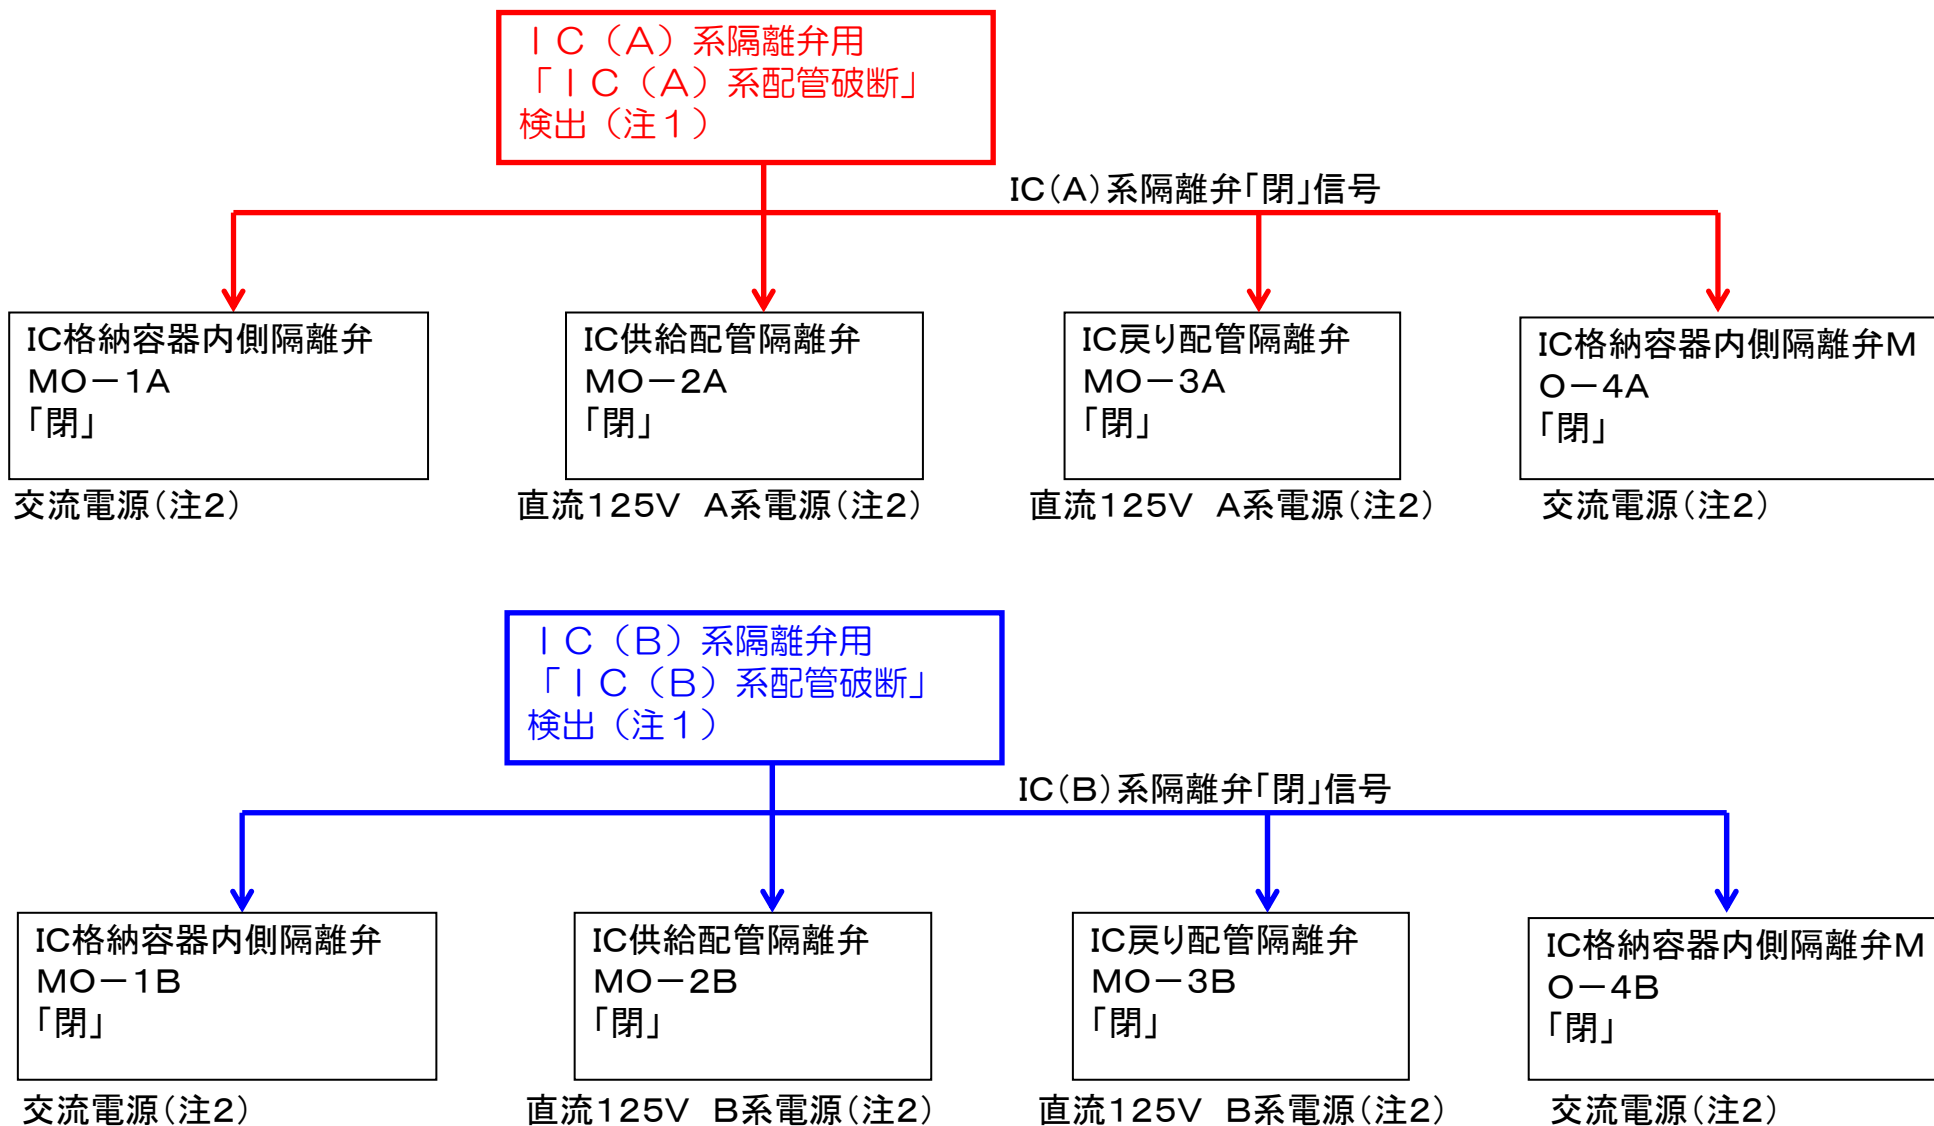 ＩＣ（Ａ）系隔離弁用
「ＩＣ（Ａ）系配管破断」
検出（注１）
IC(A)系隔離弁「閉」信号
IC格納容器内側隔離弁
MO－1A
「閉」
交流電源(注2)
IC供給配管隔離弁
MO－2A
「閉」
直流125V　A系電源(注2)
IC戻り配管隔離弁
MO－3A
「閉」
直流125V　A系電源(注2)
IC格納容器内側隔離弁M
O－4A
「閉」
交流電源(注2)
ＩＣ（Ｂ）系隔離弁用
「ＩＣ（Ｂ）系配管破断」
検出（注１）
IC(B)系隔離弁「閉」信号
IC格納容器内側隔離弁
MO－1B
「閉」
交流電源(注2)
IC供給配管隔離弁
MO－2B
「閉」
直流125V　B系電源(注2)
IC戻り配管隔離弁
MO－3B
「閉」
直流125V　B系電源(注2)
IC格納容器内側隔離弁M
O－4B
「閉」
交流電源(注2)